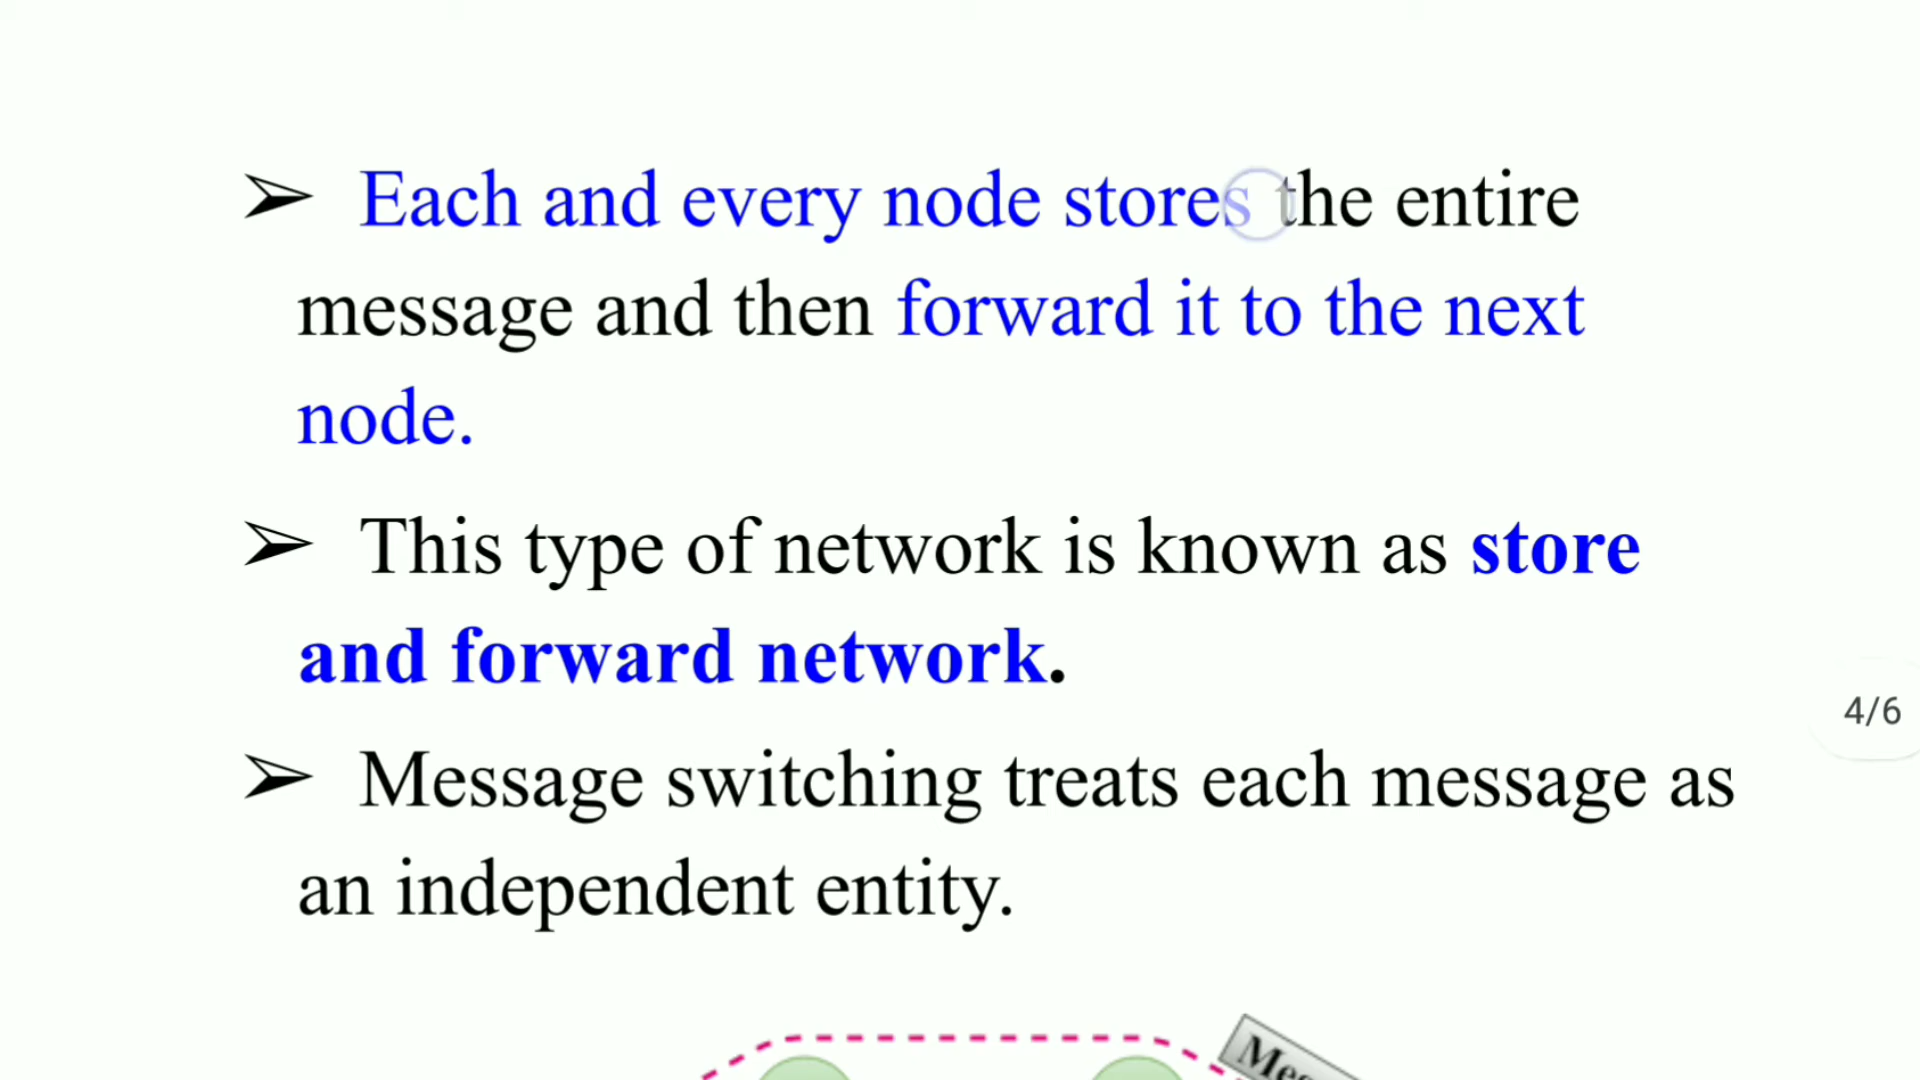 ➢ Each and every node stores the entire
message and then forward it to the next
node.
➢ This type of network is known as store
and forward network.
4/6
➢ Message switching treats each message as
an independent entity.